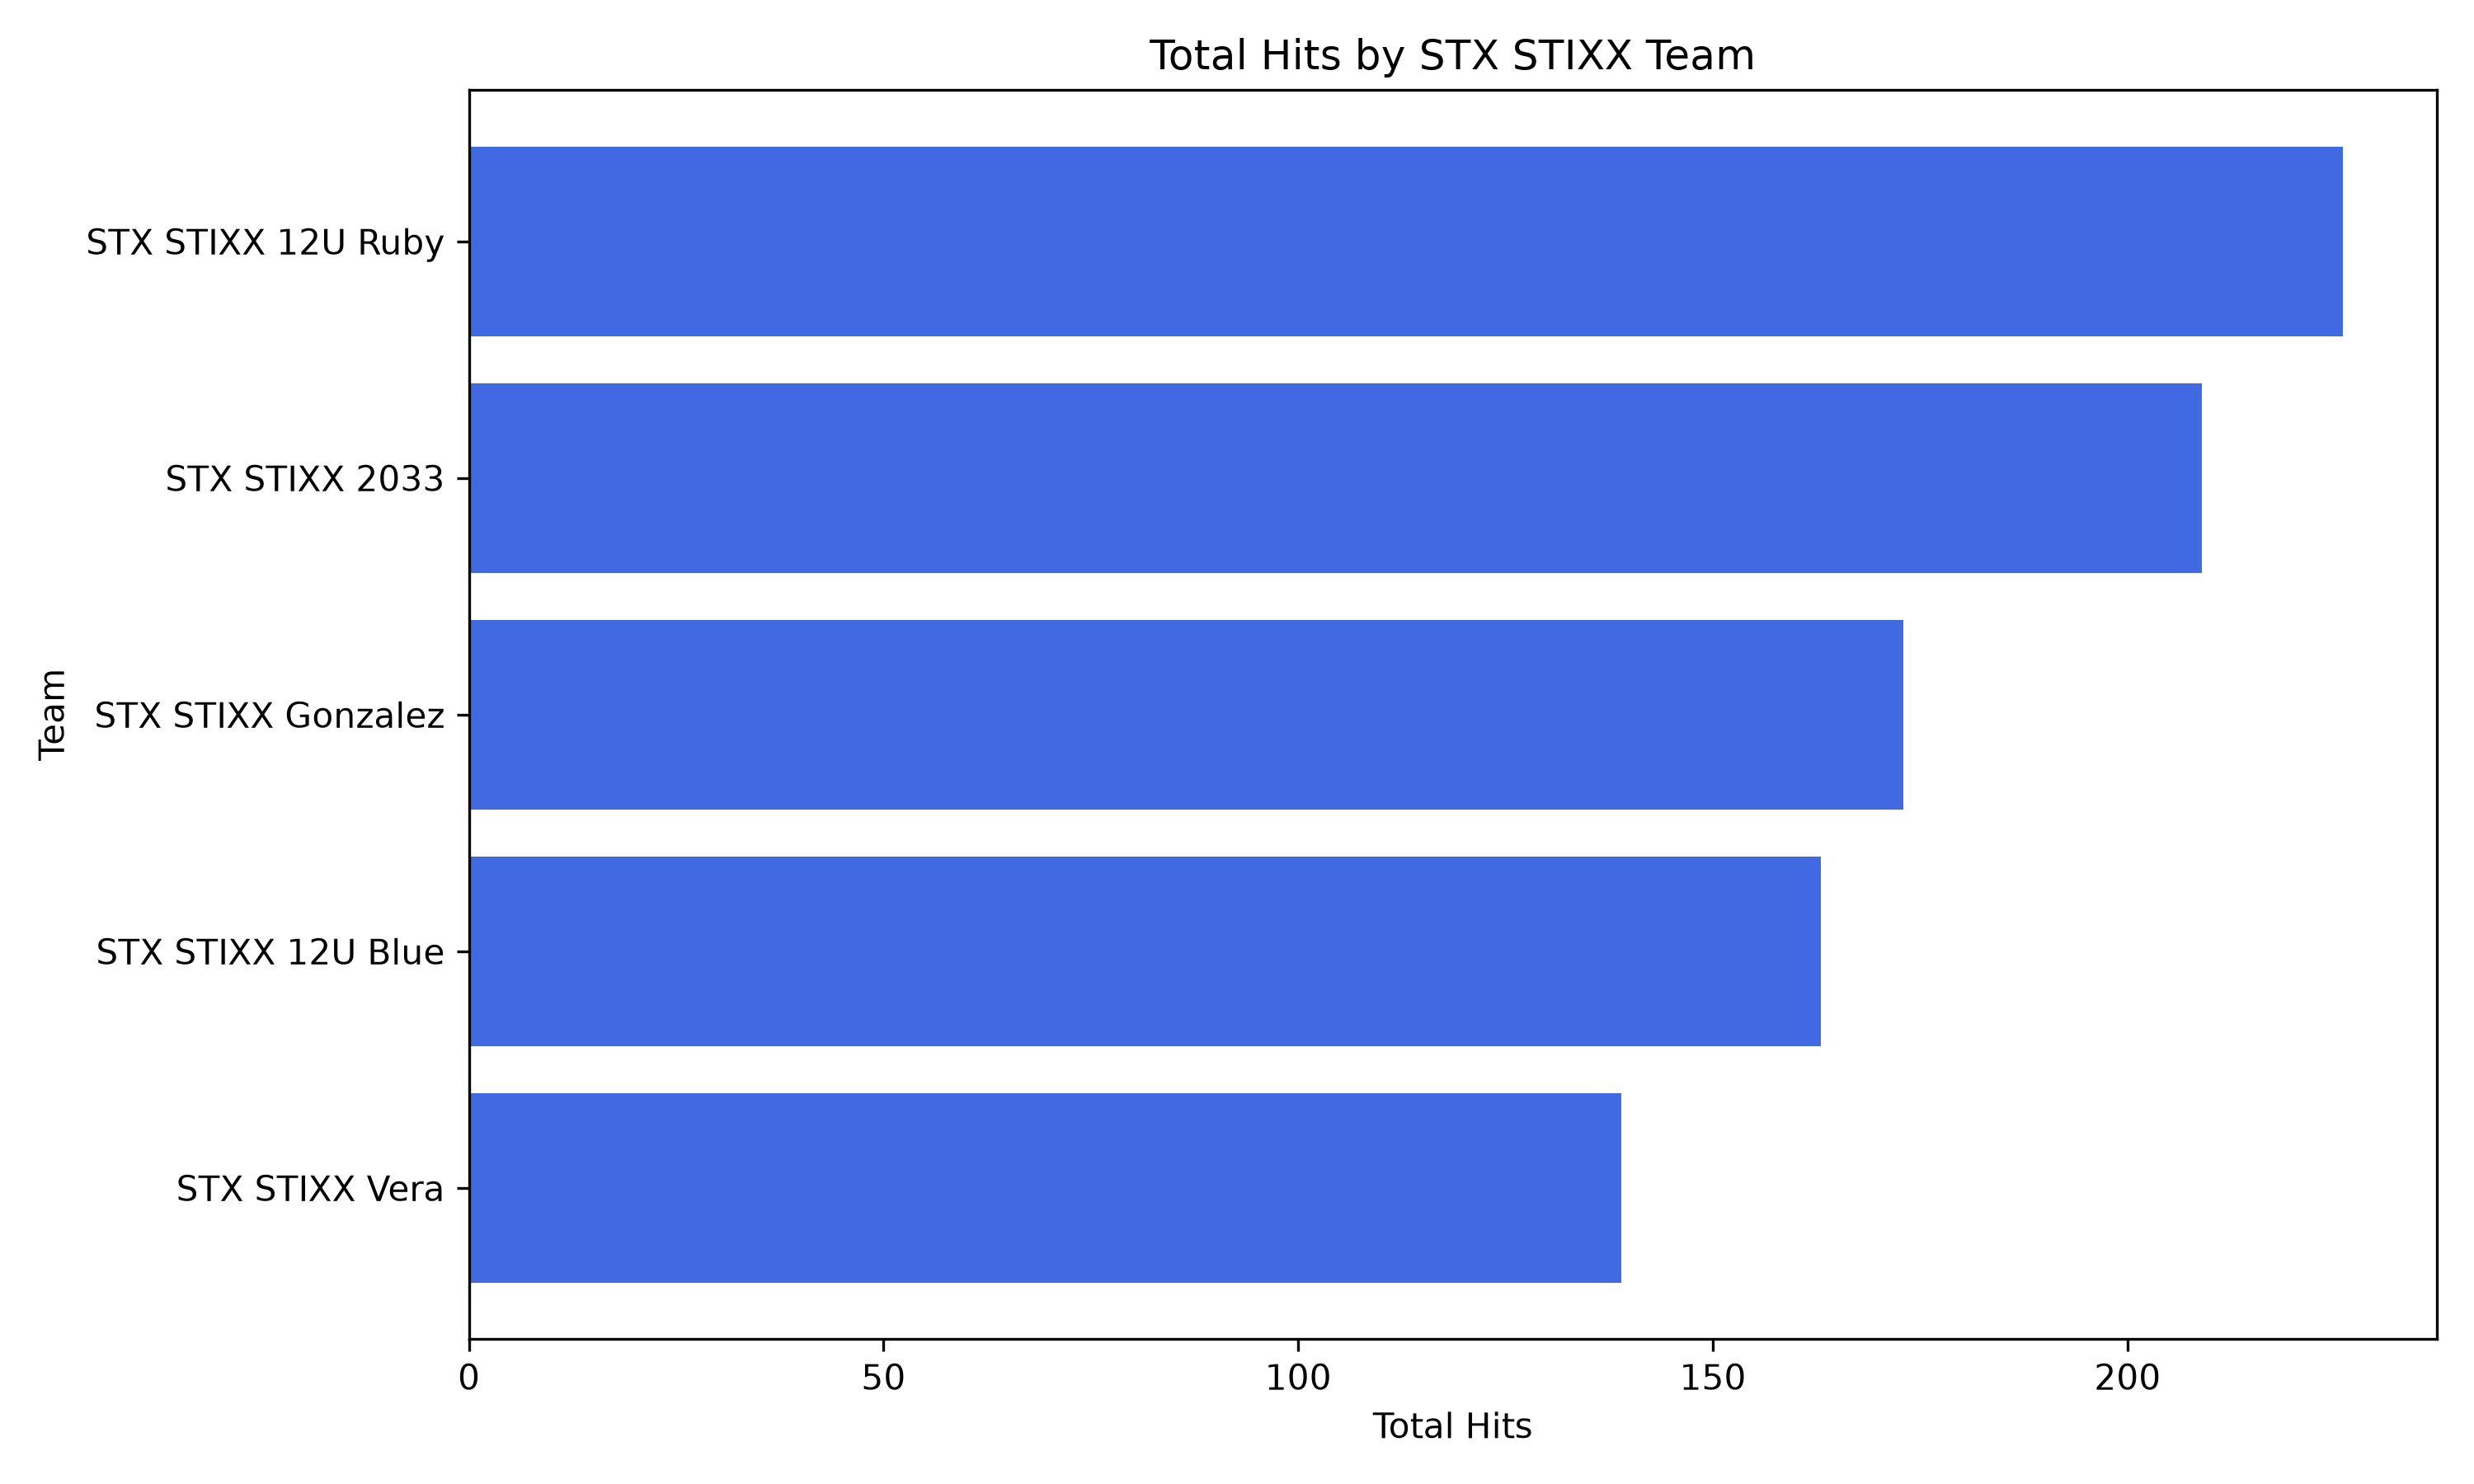 Total Hits by STX STIXX Team
STX STIXX 12U Ruby
STX STIXX 2033
STX STIXX Gonzalez
STX STIXX 12U Blue
STX STIXX Vera
Team
0 50 100 150 200
Total Hits